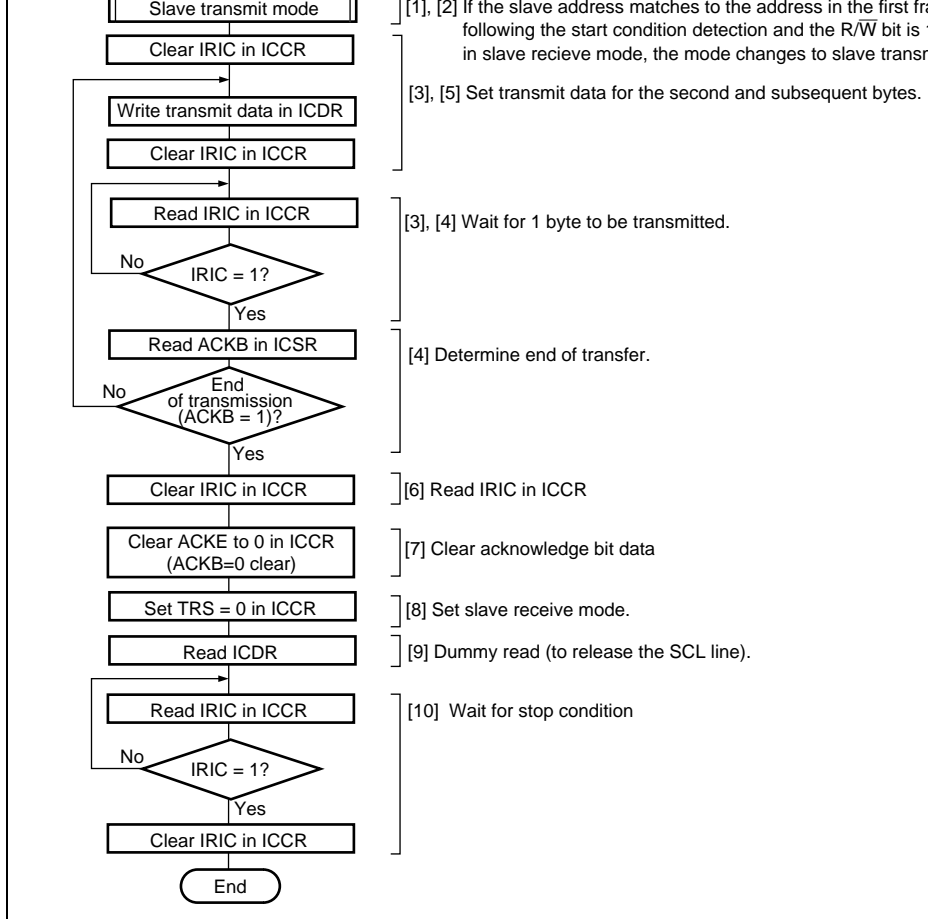 Slave transmit mode
[1], [2] If the slave address matches to the address in the first
following the start condition detection and the R/W̅ bit is
in slave recieve mode, the mode changes to slave
Clear IRIC in ICCR
[3], [5] Set transmit data for the second and subsequent bytes.
Write transmit data in ICDR
Clear IRIC in ICCR
Read IRIC in ICCR
[3], [4] Wait for 1 byte to be transmitted.
No
IRIC = 1?
Yes
Read ACKB in ICSR
[4] Determine end of transfer.
No
End
of transmission
(ACKB = 1)?
Yes
Clear IRIC in ICCR
[6] Read IRIC in ICCR
Clear ACKE to 0 in ICCR
(ACKB=0 clear)
[7] Clear acknowledge bit data
Set TRS = 0 in ICCR
[8] Set slave receive mode.
Read ICDR
[9] Dummy read (to release the SCL line).
Read IRIC in ICCR
[10] Wait for stop condition
No
IRIC = 1?
Yes
Clear IRIC in ICCR
End